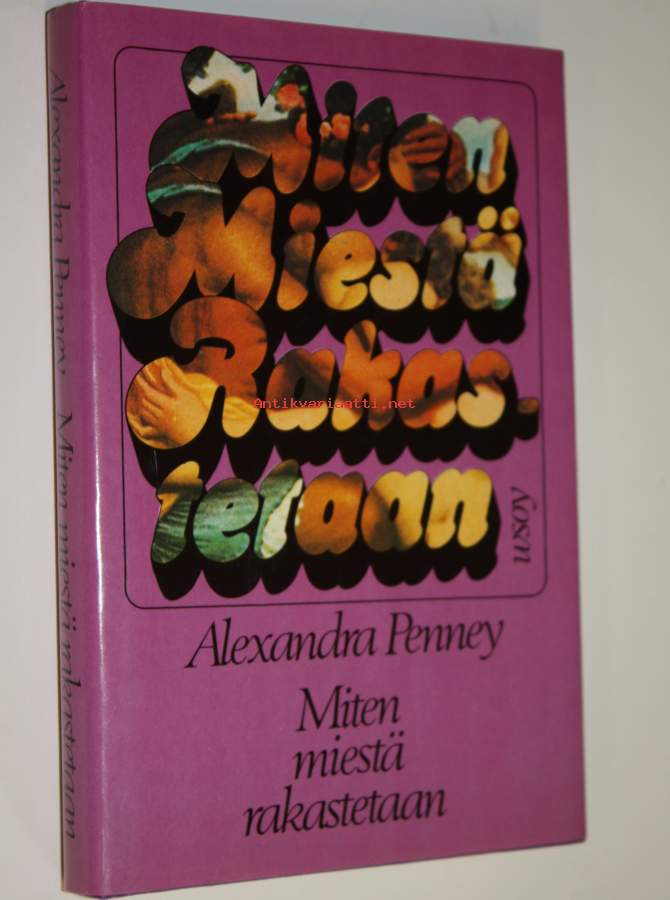 Miten
Miestä
Rakas-
tetaan
wsoy
Antikvariaatti.net
Alexandra Penney
Miten
miestä
rakastetaan
Alexandra Penney Miten miestä rakastetaan